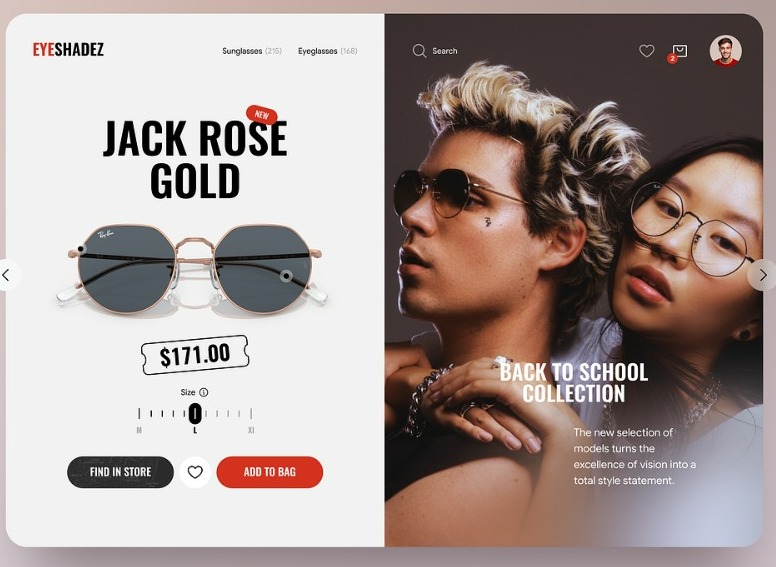 EYESHADEZ
Sunglasses (215) Eyeglasses (168)
Search
2
NEW
JACK ROSE
GOLD
Ray-Ban
$171.00
Size
M L Xl
FIND IN STORE
ADD TO BAG
BACK TO SCHOOL
COLLECTION
The new selection of
models turns the
excellence of vision into a
total style statement.